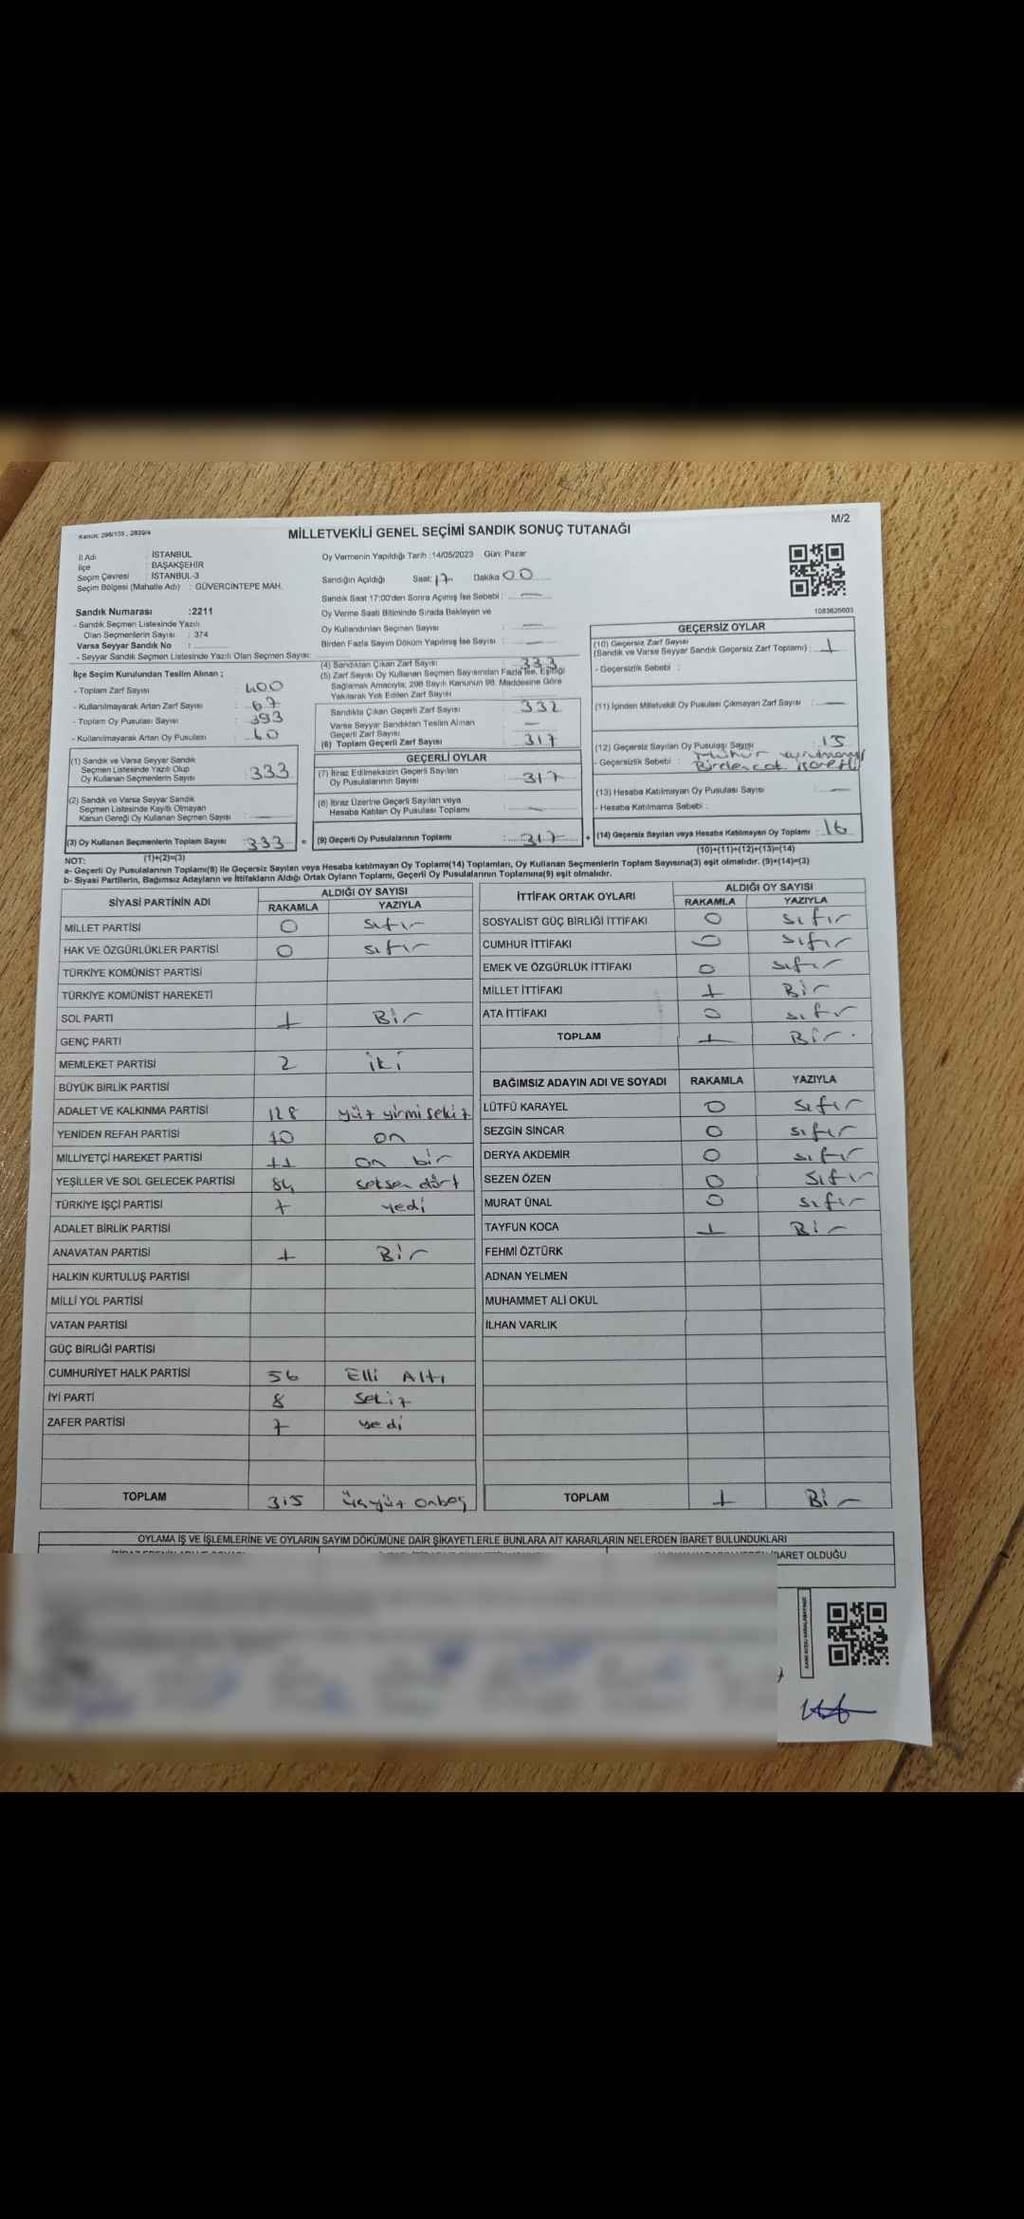 Kanun: 298/105, 2839/4
MİLLETVEKİLİ GENEL SEÇİMİ SANDIK SONUÇ TUTANAĞI
M/2
İl Adı : İSTANBUL
İlçe : BAŞAKŞEHİR
Seçim Çevresi : İSTANBUL-3
Seçim Bölgesi (Mahalle Adı) : GÜVERCİNTEPE MAH.
Sandık Numarası :2211
- Sandık Seçmen Listesinde Yazılı
Olan Seçmenlerin Sayısı : 374
Varsa Seyyar Sandık No :
- Seyyar Sandık Seçmen Listesinde Yazılı Olan Seçmen Sayısı:
İlçe Seçim Kurulundan Teslim Alınan ;
- Toplam Zarf Sayısı : 400
- Kullanılmayarak Artan Zarf Sayısı : 67
- Toplam Oy Pusulası Sayısı : 393
- Kullanılmayarak Artan Oy Pusulası : 60
(1) Sandık ve Varsa Seyyar Sandık
Seçmen Listesinde Yazılı Olup
Oy Kullanan Seçmenlerin Sayısı : 333
(2) Sandık ve Varsa Seyyar Sandık
Seçmen Listesinde Kayıtlı Olmayan
Kanun Gereği Oy Kullanan Seçmen Sayısı : —
(3) Oy Kullanan Seçmenlerin Toplam Sayısı : 333
(1)+(2)=(3)
Oy Vermenin Yapıldığı Tarih :14/05/2023 Gün: Pazar
Sandığın Açıldığı Saat: 17 Dakika 00
Sandık Saat 17:00'den Sonra Açılmış İse Sebebi : —
Oy Verme Saati Bitiminde Sırada Bekleyen ve
Oy Kullandırılan Seçmen Sayısı : —
Birden Fazla Sayım Döküm Yapılmış İse Sayısı : —
(4) Sandıktan Çıkan Zarf Sayısı : 333
(5) Zarf Sayısı Oy Kullanan Seçmen Sayısından Fazla İse, Eşitliği
Sağlamak Amacıyla; 298 Sayılı Kanunun 98. Maddesine Göre
Yakılarak Yok Edilen Zarf Sayısı
Sandıkta Çıkan Geçerli Zarf Sayısı : 332
Varsa Seyyar Sandıktan Teslim Alınan
Geçerli Zarf Sayısı : —
(6) Toplam Geçerli Zarf Sayısı : 317
GEÇERLİ OYLAR
(7) İtiraz Edilmeksizin Geçerli Sayılan
Oy Pusulalarının Sayısı : 317
(8) İtiraz Üzerine Geçerli Sayılan veya
Hesaba Katılan Oy Pusulası Toplamı : —
(9) Geçerli Oy Pusulalarının Toplamı : 317
1083626603
GEÇERSİZ OYLAR
(10) Geçersiz Zarf Sayısı
(Sandık ve Varsa Seyyar Sandık Geçersiz Zarf Toplamı) : 1
- Geçersizlik Sebebi :
(11) İçinden Milletvekili Oy Pusulası Çıkmayan Zarf Sayısı : —
(12) Geçersiz Sayılan Oy Pusulası Sayısı : 15
- Geçersizlik Sebebi :
(13) Hesaba Katılmayan Oy Pusulası Sayısı : —
- Hesaba Katılmama Sebebi :
(14) Geçersiz Sayılan veya Hesaba Katılmayan Oy Toplamı : 16
(10)+(11)+(12)+(13)=(14)
NOT:
a- Geçerli Oy Pusulalarının Toplamı(9) ile Geçersiz Sayılan veya Hesaba katılmayan Oy Toplam(14) Toplamları, Oy Kullanan Seçmenlerin Toplam Sayısına(3) eşit olmalıdır. (9)+(14)=(3)
b- Siyasi Partilerin, Bağımsız Adayların ve İttifakların Aldığı Ortak Oyların Toplamı, Geçerli Oy Pusulalarının Toplamına(9) eşit olmalıdır.
SİYASİ PARTİNİN ADI ALDIĞI OY SAYISI
RAKAMLA YAZIYLA
MİLLET PARTİSİ 0 sıfır
HAK VE ÖZGÜRLÜKLER PARTİSİ 0 sıfır
TÜRKİYE KOMÜNİST PARTİSİ
TÜRKİYE KOMÜNİST HAREKETİ
SOL PARTİ 1 Bir
GENÇ PARTİ
MEMLEKET PARTİSİ 2 iki
BÜYÜK BİRLİK PARTİSİ
ADALET VE KALKINMA PARTİSİ 128 yüz yirmi sekiz
YENİDEN REFAH PARTİSİ 10 on
MİLLİYETÇİ HAREKET PARTİSİ 11 on bir
YEŞİLLER VE SOL GELECEK PARTİSİ 84 seksen dört
TÜRKİYE İŞÇİ PARTİSİ 7 yedi
ADALET BİRLİK PARTİSİ
ANAVATAN PARTİSİ 1 Bir
HALKIN KURTULUŞ PARTİSİ
MİLLİ YOL PARTİSİ
VATAN PARTİSİ
GÜÇ BİRLİĞİ PARTİSİ
CUMHURİYET HALK PARTİSİ 56 Elli Altı
İYİ PARTİ 8 Sekiz
ZAFER PARTİSİ 7 yedi
TOPLAM 315 üçyüz onbeş
İTTİFAK ORTAK OYLARI ALDIĞI OY SAYISI
RAKAMLA YAZIYLA
SOSYALİST GÜÇ BİRLİĞİ İTTİFAKI 0 sıfır
CUMHUR İTTİFAKI 0 sıfır
EMEK VE ÖZGÜRLÜK İTTİFAKI 0 sıfır
MİLLET İTTİFAKI 1 Bir
ATA İTTİFAKI 0 sıfır
TOPLAM 1 Bir.
BAĞIMSIZ ADAYIN ADI VE SOYADI RAKAMLA YAZIYLA
LÜTFÜ KARAYEL 0 sıfır
SEZGİN SİNCAR 0 sıfır
DERYA AKDEMİR 0 sıfır
SEZEN ÖZEN 0 sıfır
MURAT ÜNAL 0 sıfır
TAYFUN KOCA 1 Bir
FEHMİ ÖZTÜRK
ADNAN YELMEN
MUHAMMET ALİ OKUL
İLHAN VARLIK
TOPLAM 1 Bir
OYLAMA İŞ VE İŞLEMLERİNE VE OYLARIN SAYIM DÖKÜMÜNE DAİR ŞİKAYETLERLE BUNLARA AİT KARARLARIN NELERDEN İBARET BULUNDUKLARI
OLDUĞU